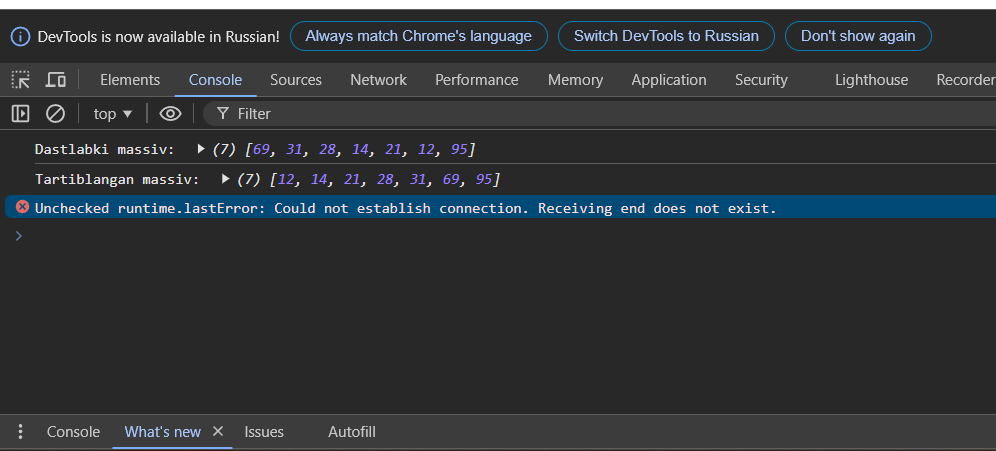 DevTools is now available in Russian! Always match Chrome's language Switch DevTools to Russian Don't show again
Elements Console Sources Network Performance Memory Application Security Lighthouse Recorder
top Filter
Dastlabki massiv: (7) [69, 31, 28, 14, 21, 12, 95]
Tartiblangan massiv: (7) [12, 14, 21, 28, 31, 69, 95]
Unchecked runtime.lastError: Could not establish connection. Receiving end does not exist.
Console What's new Issues Autofill